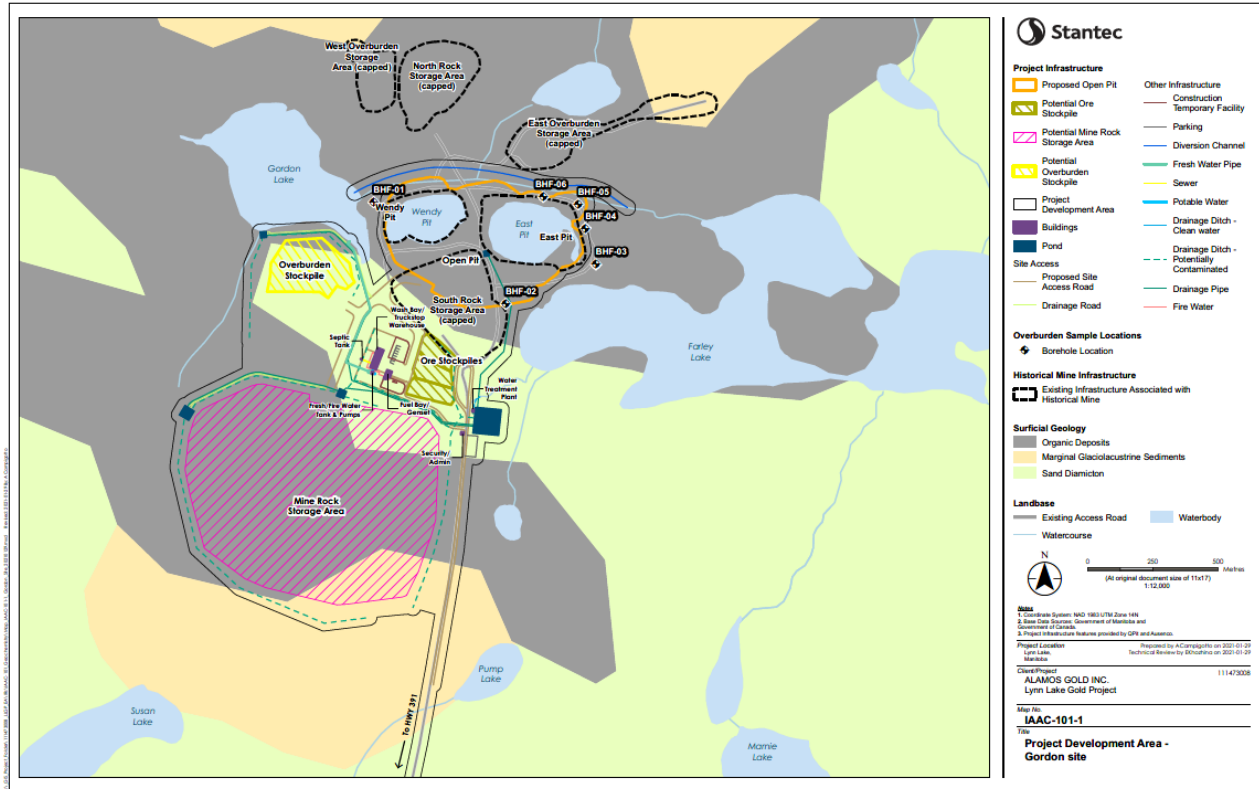 West Overburden
Storage
Area (capped)
North Rock
Storage Area
(capped)
East Overburden
Storage Area
(capped)
Gordon
Lake
BHF-01
BHF-06
BHF-05
BHF-04
BHF-03
BHF-02
Wendy
Pit
Wendy
Pit
East
Pit
East Pit
Open Pit
Overburden
Stockpile
South Rock
Storage Area
(capped)
Wash Bay/
Truckstop
Warehouse
Septic
Tank
Ore Stockpiles
Farley
Lake
Water
Treatment
Plant
Fresh/Fire Water
Tank & Pumps
Fuel Bay/
Genset
Security/
Admin
Mine Rock
Storage Area
Pump
Lake
Susan
Lake
Mamie
Lake
To HWY 391
Stantec
Project Infrastructure
Proposed Open Pit
Potential Ore
Stockpile
Potential Mine Rock
Storage Area
Potential
Overburden
Stockpile
Project
Development Area
Buildings
Pond
Site Access
Proposed Site
Access Road
Drainage Road
Other Infrastructure
Construction
Temporary Facility
Parking
Diversion Channel
Fresh Water Pipe
Sewer
Potable Water
Drainage Ditch -
Clean water
Drainage Ditch -
Potentially
Contaminated
Drainage Pipe
Fire Water
Overburden Sample Locations
Borehole Location
Historical Mine Infrastructure
Existing Infrastructure Associated with
Historical Mine
Surficial Geology
Organic Deposits
Marginal Glaciolacustrine Sediments
Sand Diamicton
Landbase
Existing Access Road
Waterbody
Watercourse
N
0 250 500
Metres
(At original document size of 11x17)
1:12,000
Notes
1. Coordinate System: NAD 1983 UTM Zone 14N
2. Base Data Sources: Government of Manitoba and
Government of Canada.
3. Project infrastructure features provided by QPit and Ausenco.
Project Location
Lynn Lake,
Manitoba
Prepared by ACampigotto on 2021-01-29
Technical Review by EKhozhina on 2021-01-29
Client/Project
111473008
ALAMOS GOLD INC.
Lynn Lake Gold Project
Map No.
IAAC-101-1
Title
Project Development Area -
Gordon site